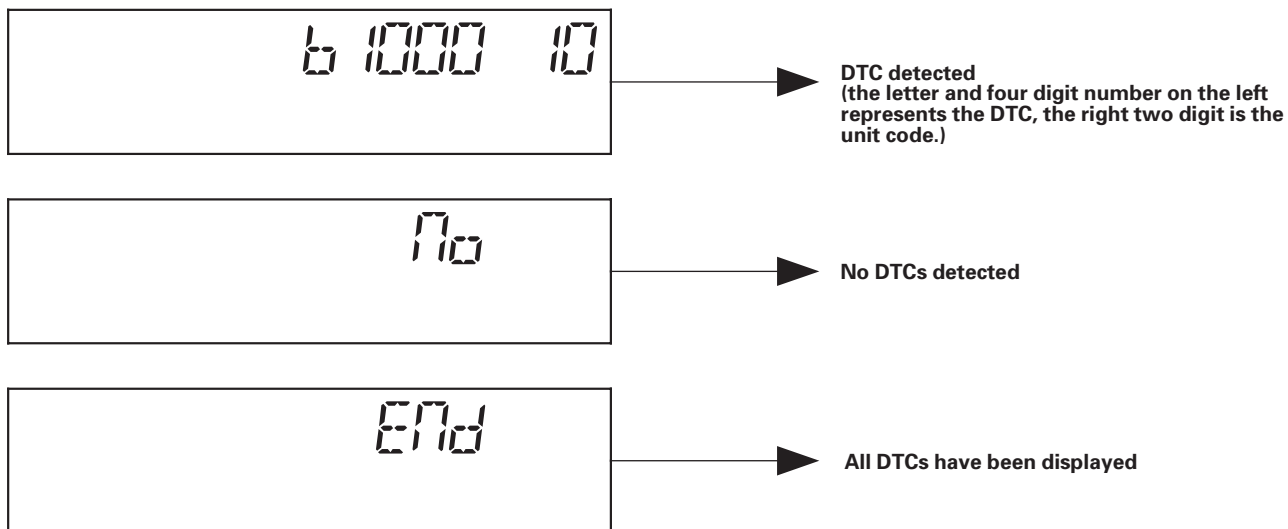 b 1000 10
DTC detected
(the letter and four digit number on the left
represents the DTC, the right two digit is the
unit code.)
No
No DTCs detected
ENd
All DTCs have been displayed